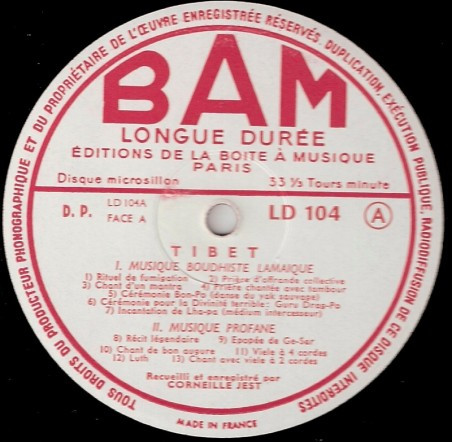 TOUS DROITS DU PRODUCTEUR PHONOGRAPHIQUE ET DU PROPRIÉTAIRE DE L'ŒUVRE ENREGISTRÉE RÉSERVÉS. DUPLICATION, EXÉCUTION PUBLIQUE, RADIODIFFUSION DE CE DISQUE INTERDITES
BAM
LONGUE DURÉE
ÉDITIONS DE LA BOITE À MUSIQUE
PARIS
Disque microsillon 33 ⅓ Tours minute
D. P. LD 104A
FACE A
LD 104 A
TIBET
I. MUSIQUE BOUDHISTE LAMAIQUE
1) Rituel de fumigation 2) Prière d'offrande collective
3) Chant d'un mantra 4) Prière chantée avec tambour
5) Cérémonie Bon-Po (danse du yak sauvage)
6) Cérémonie pour la Divinité terrible: Guru Drag-Po
7) Incantation de Lha-pa (médium intercesseur)
II. MUSIQUE PROFANE
8) Récit légendaire 9) Epopée de Ge-Sar
10) Chant de bon augure 11) Viele à 4 cordes
12) Luth 13) Chant avec viele à 2 cordes
Recueilli et enregistré par
CORNEILLE JEST
MADE IN FRANCE